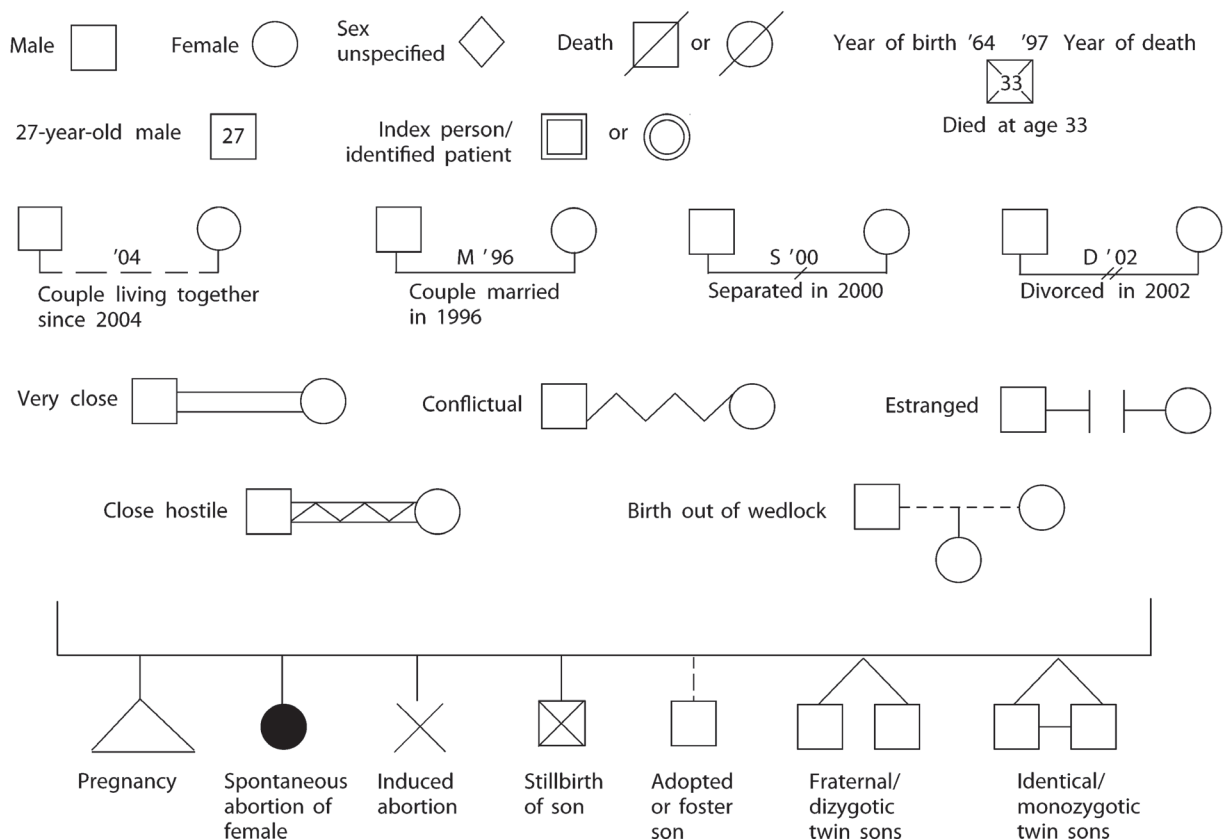 Male
Female
Sex
unspecified
Death
or
Year of birth '64 '97 Year of death
33
Died at age 33
27-year-old male
27
Index person/
identified patient
or
'04
Couple living together
since 2004
M '96
Couple married
in 1996
S '00
Separated in 2000
D '02
Divorced in 2002
Very close
Conflictual
Estranged
Close hostile
Birth out of wedlock
Pregnancy
Spontaneous
abortion of
female
Induced
abortion
Stillbirth
of son
Adopted
or foster
son
Fraternal/
dizygotic
twin sons
Identical/
monozygotic
twin sons